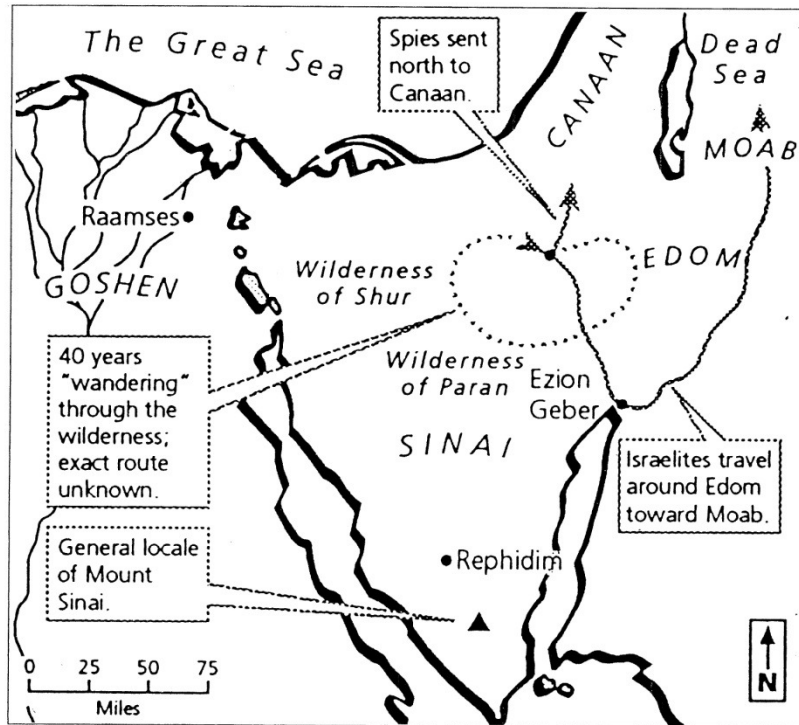 The Great Sea
Spies sent
north to
Canaan.
CANAAN
Dead
Sea
MOAB
Raamses
GOSHEN
Wilderness
of Shur
EDOM
40 years
"wandering"
through the
wilderness;
exact route
unknown.
Wilderness
of Paran
Ezion
Geber
SINAI
Israelites travel
around Edom
toward Moab.
General locale
of Mount
Sinai.
Rephidim
0 25 50 75
Miles
N